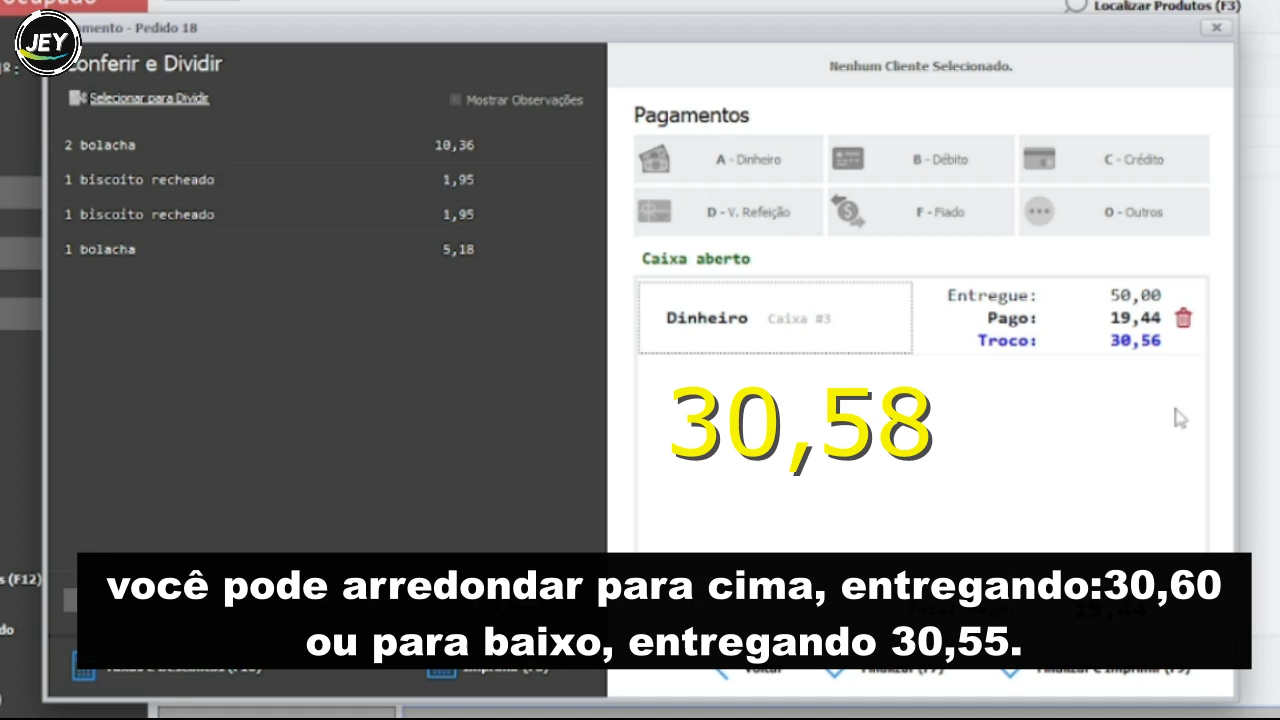 Localizar Produtos (F3)
JEY
mento - Pedido 18
onferir e Dividir
Nenhum Cliente Selecionado.
Selecionar para Dividir
Mostrar Observações
Pagamentos
2 bolacha 10,36
A - Dinheiro
B - Débito
C - Crédito
1 biscoito recheado 1,95
1 biscoito recheado 1,95
D - V. Refeição
F - Fiado
O - Outros
1 bolacha 5,18
Caixa aberto
Dinheiro Caixa #3
Entregue: 50,00
Pago: 19,44
Troco: 30,56
30,58
s (F12)
você pode arredondar para cima, entregando:30,60
ou para baixo, entregando 30,55.
do